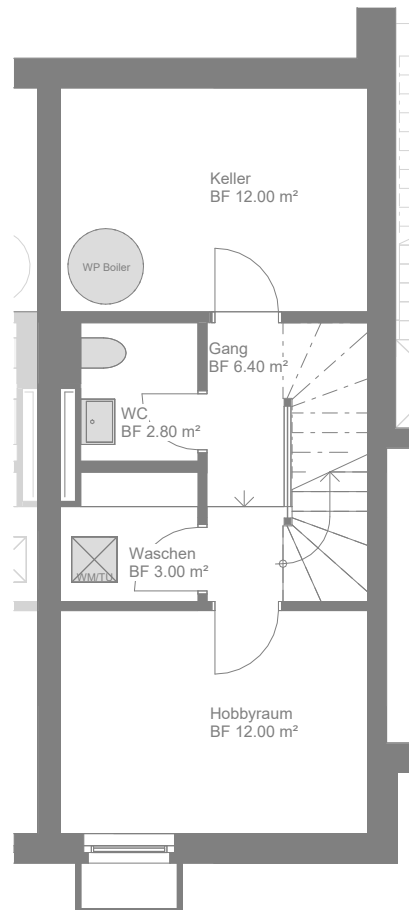 Keller
BF 12.00 m²
WP Boiler
Gang
BF 6.40 m²
WC
BF 2.80 m²
Waschen
BF 3.00 m²
WM/TU
Hobbyraum
BF 12.00 m²